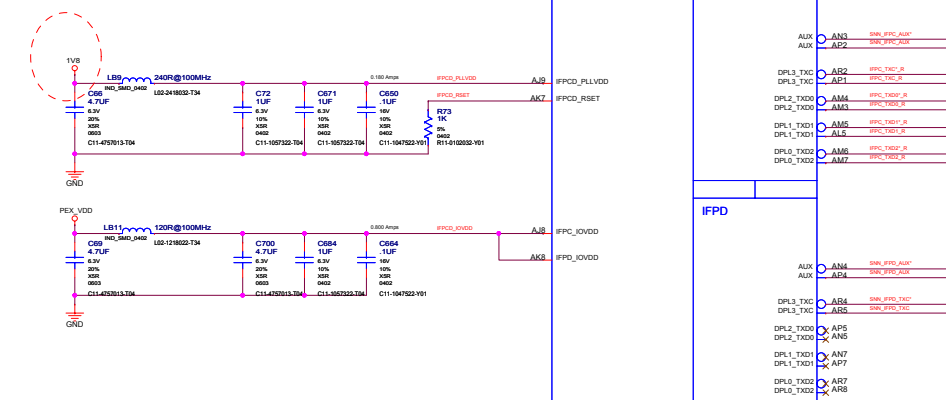 1V8
LB9 240R@100MHz
IND_SMD_0402 L02-2418032-T34
0.160 Amps
IFPCD_PLLVDD
AJ9 IFPCD_PLLVDD
IFPCD_RSET
AK7 IFPCD_RSET
C66
4.7UF
6.3V
20%
X5R
0603
C11-4757013-T04
C72
1UF
6.3V
10%
X5R
0402
C11-1057322-T04
C671
1UF
6.3V
10%
X5R
0402
C11-1057322-T04
C650
.1UF
16V
10%
X5R
0402
C11-1047522-Y01
R73
1K
5%
0402
R11-0102032-Y01
GND
PEX_VDD
LB11 120R@100MHz
IND_SMD_0402 L02-1218022-T34
0.800 Amps
IFPCD_IOVDD
AJ8 IFPC_IOVDD
AK8 IFPD_IOVDD
C69
4.7UF
6.3V
20%
X5R
0603
C11-4757013-T04
C700
4.7UF
6.3V
20%
X5R
0603
C11-4757013-T04
C684
1UF
6.3V
10%
X5R
0402
C11-1057322-T04
C664
.1UF
16V
10%
X5R
0402
C11-1047522-Y01
GND
AUX AN3 SNN_IFPC_AUX*
AUX AP2 SNN_IFPC_AUX
DPL3_TXC AR2 IFPC_TXC*_R
DPL3_TXC AP1 IFPC_TXC_R
DPL2_TXD0 AM4 IFPC_TXD0*_R
DPL2_TXD0 AM3 IFPC_TXD0_R
DPL1_TXD1 AM5 IFPC_TXD1*_R
DPL1_TXD1 AL5 IFPC_TXD1_R
DPL0_TXD2 AM6 IFPC_TXD2*_R
DPL0_TXD2 AM7 IFPC_TXD2_R
IFPD
AUX AN4 SNN_IFPD_AUX*
AUX AP4 SNN_IFPD_AUX
DPL3_TXC AR4 SNN_IFPD_TXC*
DPL3_TXC AR5 SNN_IFPD_TXC
DPL2_TXD0 AP5
DPL2_TXD0 AN5
DPL1_TXD1 AN7
DPL1_TXD1 AP7
DPL0_TXD2 AR7
DPL0_TXD2 AR8